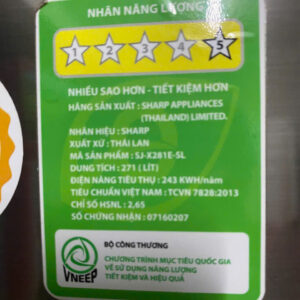 NHÃN NĂNG LƯỢNG
1 2 3 4 5
NHIỀU SAO HƠN - TIẾT KIỆM HƠN
HÃNG SẢN XUẤT : SHARP APPLIANCES
(THAILAND) LIMITED.
NHÃN HIỆU : SHARP
XUẤT XỨ : THÁI LAN
MÃ SẢN PHẨM : SJ-X281E-SL
DUNG TÍCH : 271 ( LÍT)
ĐIỆN NĂNG TIÊU THỤ : 243 KWH/năm
TIÊU CHUẨN VIỆT NAM : TCVN 7828:2013
CHỈ SỐ HSNL : 2,65
SỐ CHỨNG NHẬN : 07160207
BỘ CÔNG THƯƠNG
CHƯƠNG TRÌNH MỤC TIÊU QUỐC GIA
VỀ SỬ DỤNG NĂNG LƯỢNG
TIẾT KIỆM VÀ HIỆU QUẢ
VNEEP